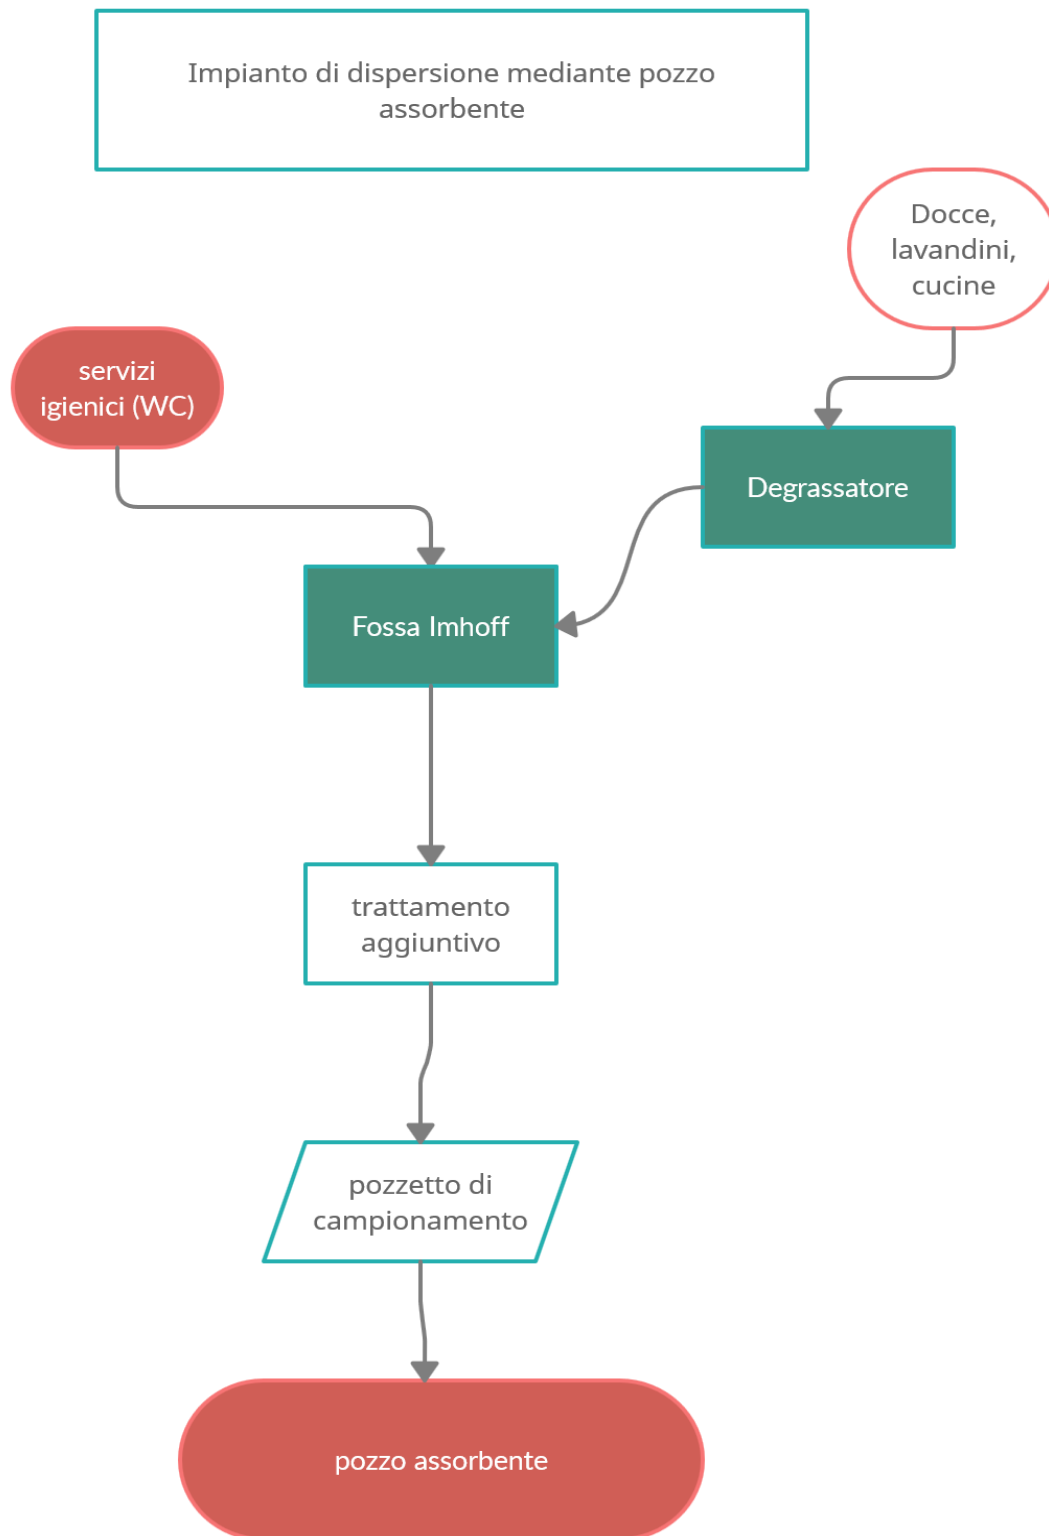 Impianto di dispersione mediante pozzo
assorbente
Docce,
lavandini,
cucine
servizi
igienici (WC)
Degrassatore
Fossa Imhoff
trattamento
aggiuntivo
pozzetto di
campionamento
pozzo assorbente